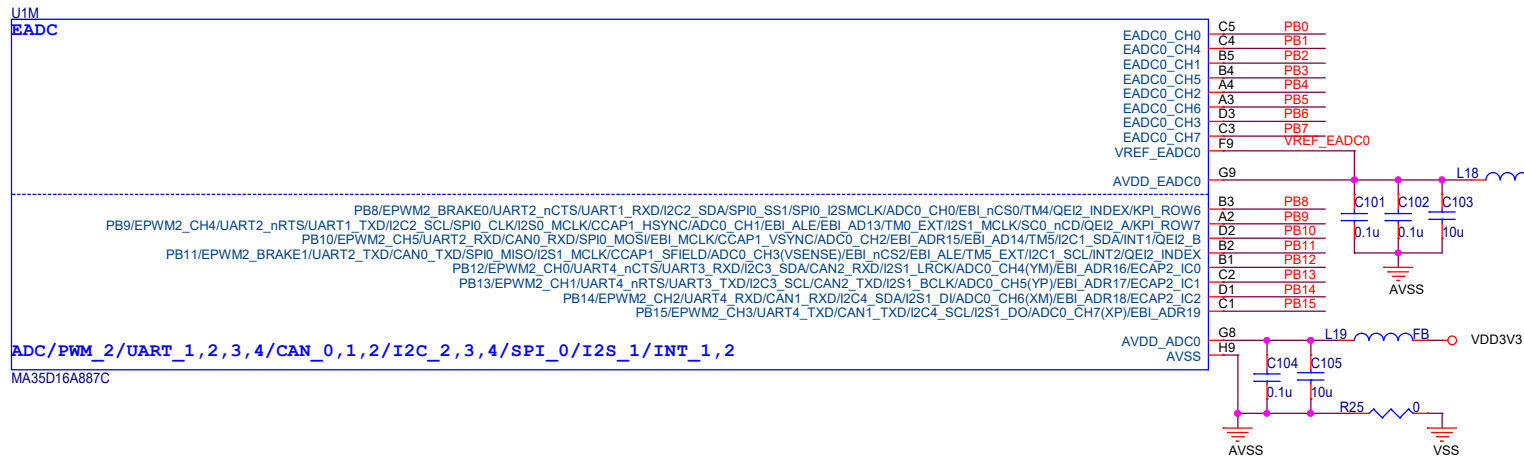 U1M
EADC
EADC0_CH0 C5 PB0
EADC0_CH4 C4 PB1
EADC0_CH1 B5 PB2
EADC0_CH5 B4 PB3
EADC0_CH2 A4 PB4
EADC0_CH6 A3 PB5
EADC0_CH3 D3 PB6
EADC0_CH7 C3 PB7
VREF_EADC0 F9 VREF_EADC0
AVDD_EADC0 G9 L18
PB8/EPWM2_BRAKE0/UART2_nCTS/UART1_RXD/I2C2_SDA/SPI0_SS1/SPI0_I2SMCLK/ADC0_CH0/EBI_nCS0/TM4/QEI2_INDEX/KPI_ROW6 B3 PB8
PB9/EPWM2_CH4/UART2_nRTS/UART1_TXD/I2C2_SCL/SPI0_CLK/I2S0_MCLK/CCAP1_HSYNC/ADC0_CH1/EBI_ALE/EBI_AD13/TM0_EXT/I2S1_MCLK/SC0_nCD/QEI2_A/KPI_ROW7 A2 PB9
PB10/EPWM2_CH5/UART2_RXD/CAN0_RXD/SPI0_MOSI/EBI_MCLK/CCAP1_VSYNC/ADC0_CH2/EBI_ADR15/EBI_AD14/TM5/I2C1_SDA/INT1/QEI2_B D2 PB10
PB11/EPWM2_BRAKE1/UART2_TXD/CAN0_TXD/SPI0_MISO/I2S1_MCLK/CCAP1_SFIELD/ADC0_CH3(VSENSE)/EBI_nCS2/EBI_ALE/TM5_EXT/I2C1_SCL/INT2/QEI2_INDEX B2 PB11
PB12/EPWM2_CH0/UART4_nCTS/UART3_RXD/I2C3_SDA/CAN2_RXD/I2S1_LRCK/ADC0_CH4(YM)/EBI_ADR16/ECAP2_IC0 B1 PB12
PB13/EPWM2_CH1/UART4_nRTS/UART3_TXD/I2C3_SCL/CAN2_TXD/I2S1_BCLK/ADC0_CH5(YP)/EBI_ADR17/ECAP2_IC1 C2 PB13
PB14/EPWM2_CH2/UART4_RXD/CAN1_RXD/I2C4_SDA/I2S1_DI/ADC0_CH6(XM)/EBI_ADR18/ECAP2_IC2 D1 PB14
PB15/EPWM2_CH3/UART4_TXD/CAN1_TXD/I2C4_SCL/I2S1_DO/ADC0_CH7(XP)/EBI_ADR19 C1 PB15
C101 C102 C103
0.1u 0.1u 10u
AVSS
AVDD_ADC0 G8 L19 FB VDD3V3
AVSS H9
ADC/PWM_2/UART_1,2,3,4/CAN_0,1,2/I2C_2,3,4/SPI_0/I2S_1/INT_1,2
MA35D16A887C
C104 C105
0.1u 10u
R25 0
AVSS VSS